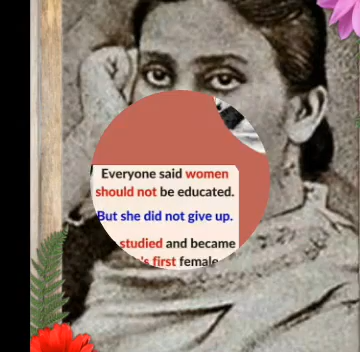 Everyone said women
should not be educated.
But she did not give up.
studied and became
's first female